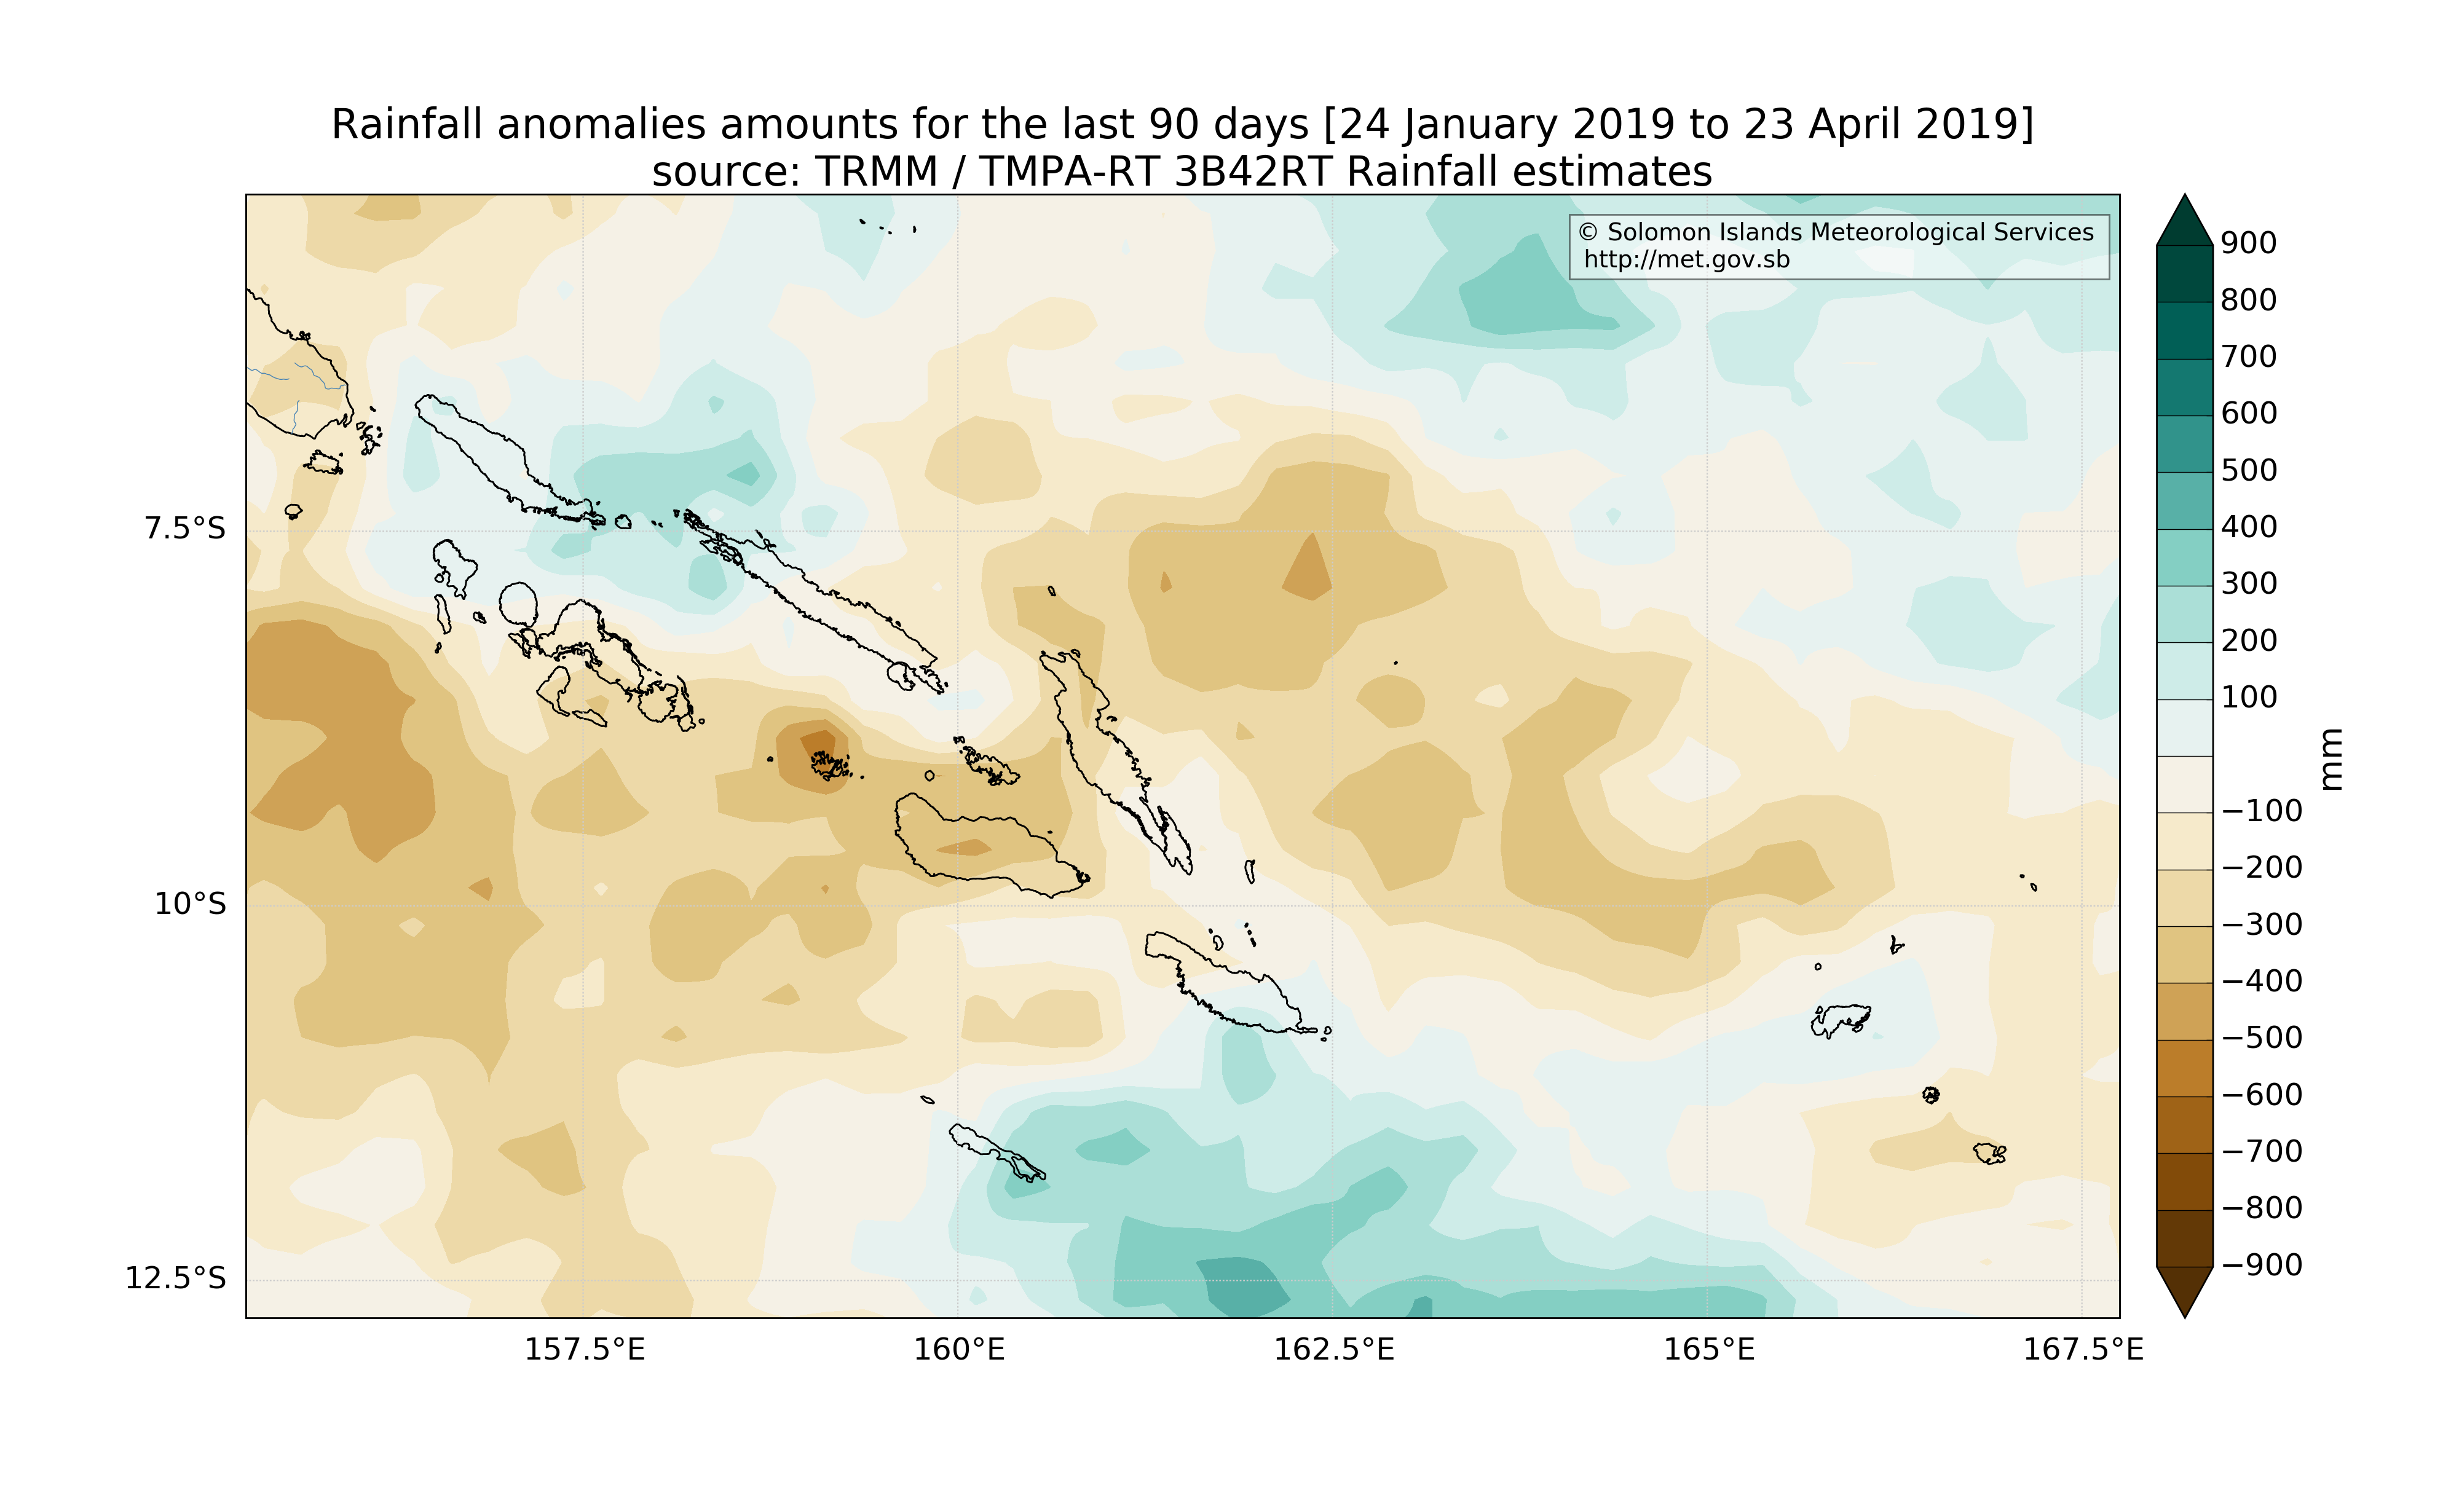 Rainfall anomalies amounts for the last 90 days [24 January 2019 to 23 April 2019]
source: TRMM / TMPA-RT 3B42RT Rainfall estimates
© Solomon Islands Meteorological Services
http://met.gov.sb
7.5°S
10°S
12.5°S
157.5°E
160°E
162.5°E
165°E
167.5°E
900
800
700
600
500
400
300
200
100
−100
−200
−300
−400
−500
−600
−700
−800
−900
mm